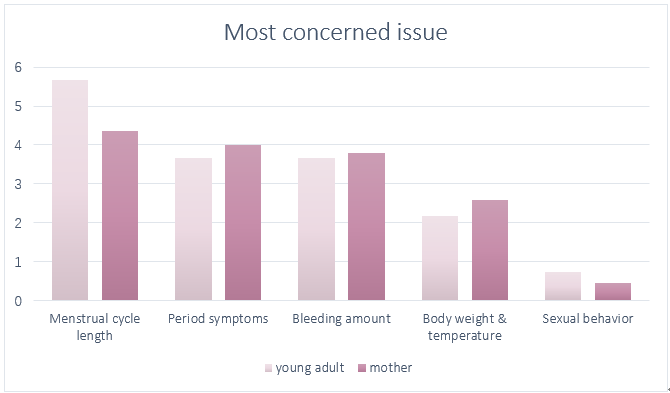 Most concerned issue
6
5
4
3
2
1
0
Menstrual cycle length
Period symptoms
Bleeding amount
Body weight & temperature
Sexual behavior
young adult
mother